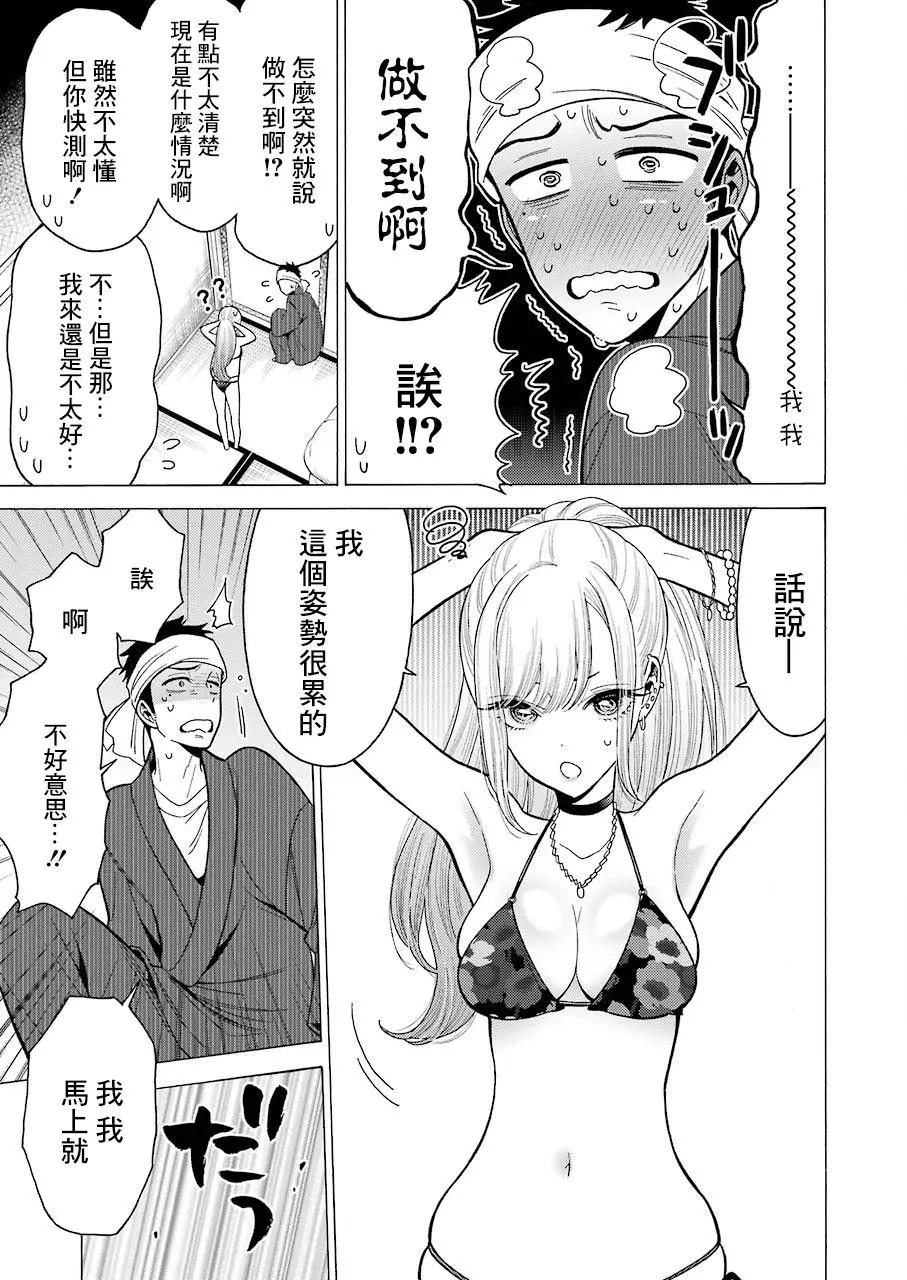 ………
我
我
做不到啊
誒!!?
怎麼突然就說
做不到啊!?
有點不太清楚
現在是什麼情況啊
雖然不太懂
但你快測啊!
??
不…但是那…
我來還是不太好…
話說—
我
這個姿勢很累的
誒
啊
不好意思…!!
我我
馬上就
だっ